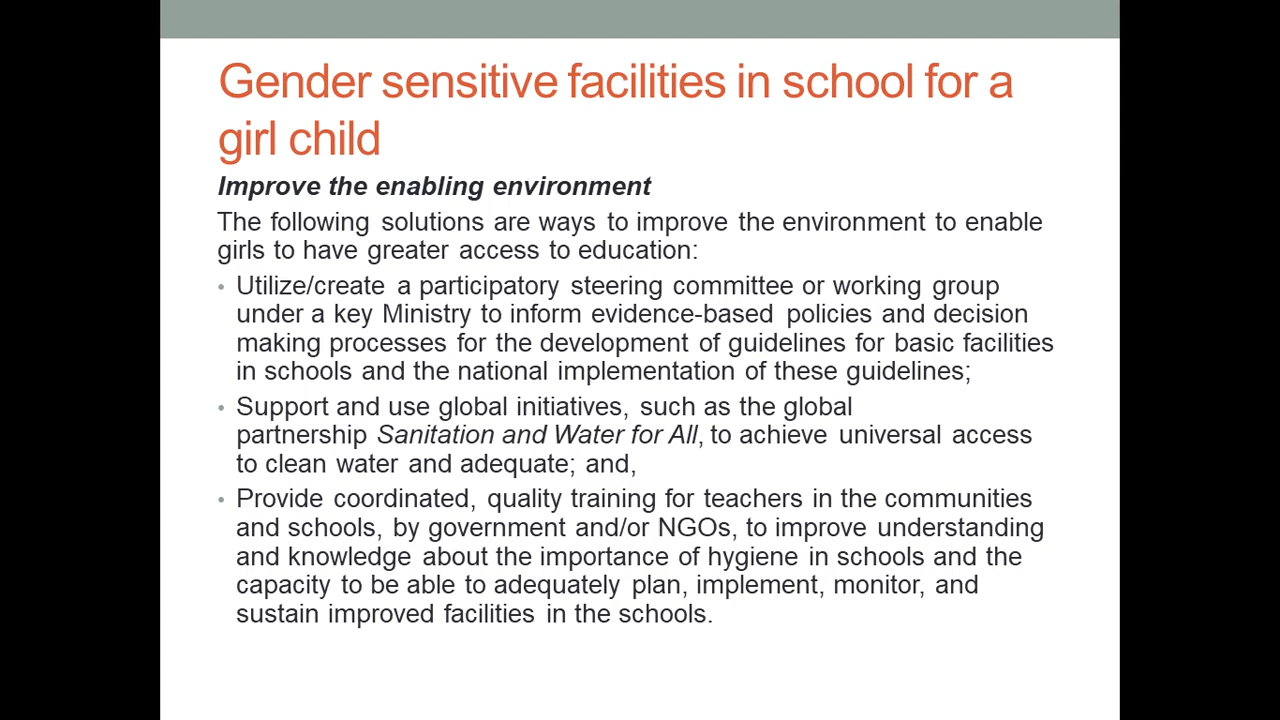 Gender sensitive facilities in school for a
girl child
Improve the enabling environment
The following solutions are ways to improve the environment to enable
girls to have greater access to education:
• Utilize/create a participatory steering committee or working group
under a key Ministry to inform evidence-based policies and decision
making processes for the development of guidelines for basic facilities
in schools and the national implementation of these guidelines;
• Support and use global initiatives, such as the global
partnership Sanitation and Water for All, to achieve universal access
to clean water and adequate; and,
• Provide coordinated, quality training for teachers in the communities
and schools, by government and/or NGOs, to improve understanding
and knowledge about the importance of hygiene in schools and the
capacity to be able to adequately plan, implement, monitor, and
sustain improved facilities in the schools.